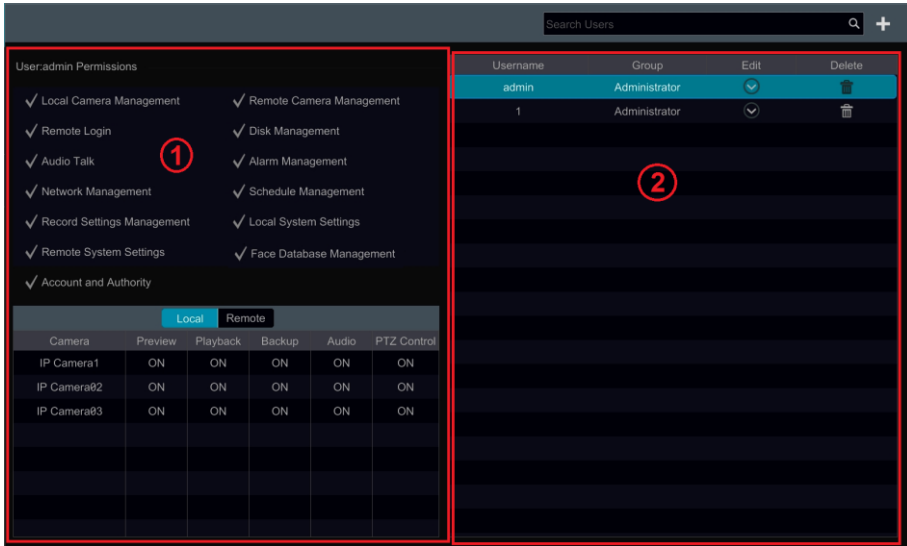 Search Users
User:admin Permissions
Local Camera Management Remote Camera Management
Remote Login Disk Management
Audio Talk Alarm Management
Network Management Schedule Management
Record Settings Management Local System Settings
Remote System Settings Face Database Management
Account and Authority
1
Local Remote
Camera Preview Playback Backup Audio PTZ Control
IP Camera1 ON ON ON ON ON
IP Camera02 ON ON ON ON ON
IP Camera03 ON ON ON ON ON
Username Group Edit Delete
admin Administrator
1 Administrator
2